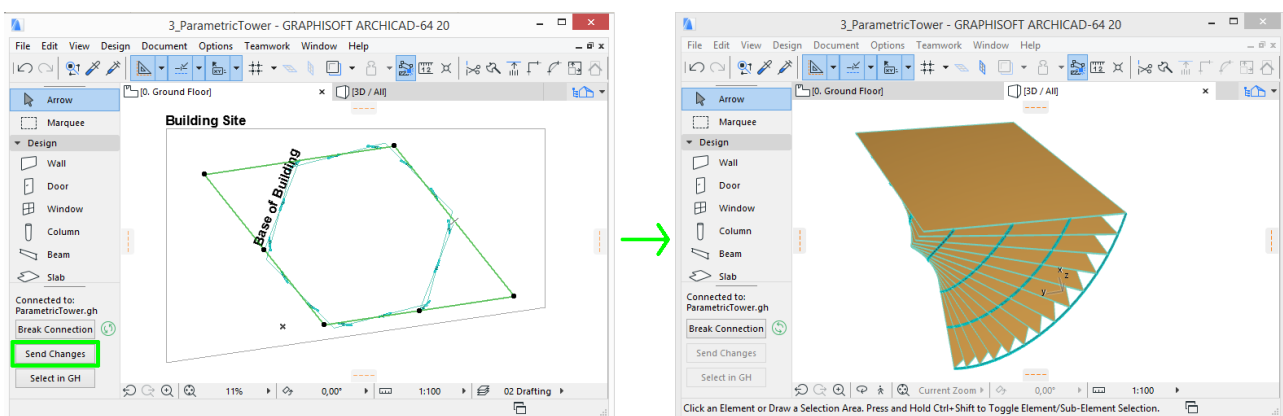 3_ParametricTower - GRAPHISOFT ARCHICAD-64 20
File Edit View Design Document Options Teamwork Window Help
[0. Ground Floor]
[3D / All]
Arrow
Marquee
Design
Wall
Door
Window
Column
Beam
Slab
Connected to:
ParametricTower.gh
Break Connection
Send Changes
Select in GH
Building Site
Base of Building
11%
0,00°
1:100
02 Drafting
3_ParametricTower - GRAPHISOFT ARCHICAD-64 20
File Edit View Design Document Options Teamwork Window Help
[0. Ground Floor]
[3D / All]
Arrow
Marquee
Design
Wall
Door
Window
Column
Beam
Slab
Connected to:
ParametricTower.gh
Break Connection
Send Changes
Select in GH
x
z
y
Current Zoom
0,00°
1:100
Click an Element or Draw a Selection Area. Press and Hold Ctrl+Shift to Toggle Element/Sub-Element Selection.